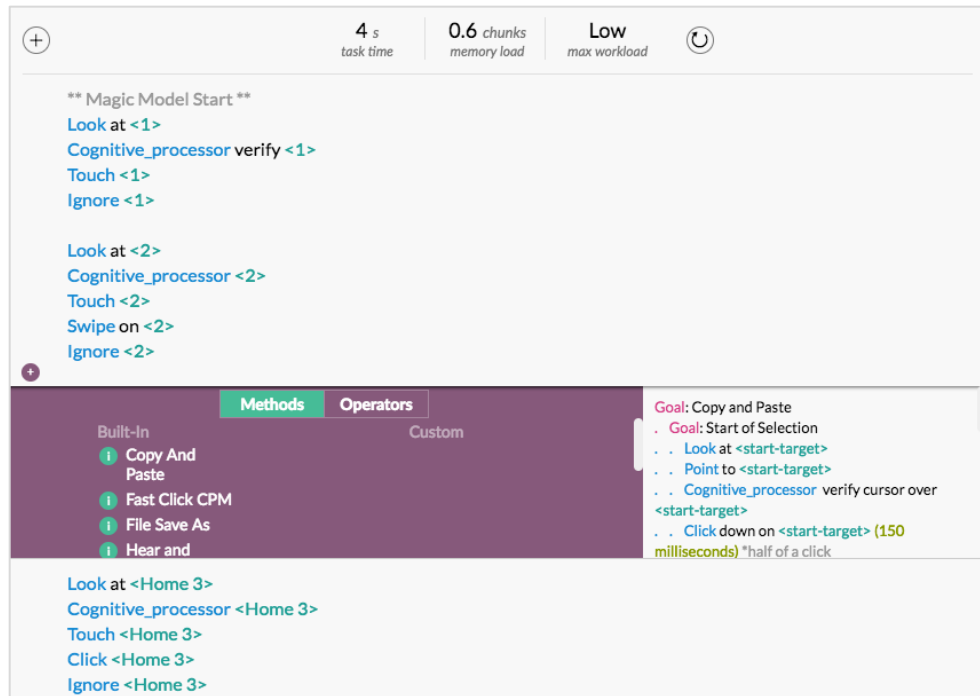 4 s
task time
0.6 chunks
memory load
Low
max workload
** Magic Model Start **
Look at <1>
Cognitive_processor verify <1>
Touch <1>
Ignore <1>
Look at <2>
Cognitive_processor <2>
Touch <2>
Swipe on <2>
Ignore <2>
Methods
Operators
Built-In
Custom
Copy And
Paste
Fast Click CPM
File Save As
Hear and
Goal: Copy and Paste
. Goal: Start of Selection
. . Look at <start-target>
. . Point to <start-target>
. . Cognitive_processor verify cursor over
<start-target>
. . Click down on <start-target> (150
milliseconds) *half of a click
Look at <Home 3>
Cognitive_processor <Home 3>
Touch <Home 3>
Click <Home 3>
Ignore <Home 3>